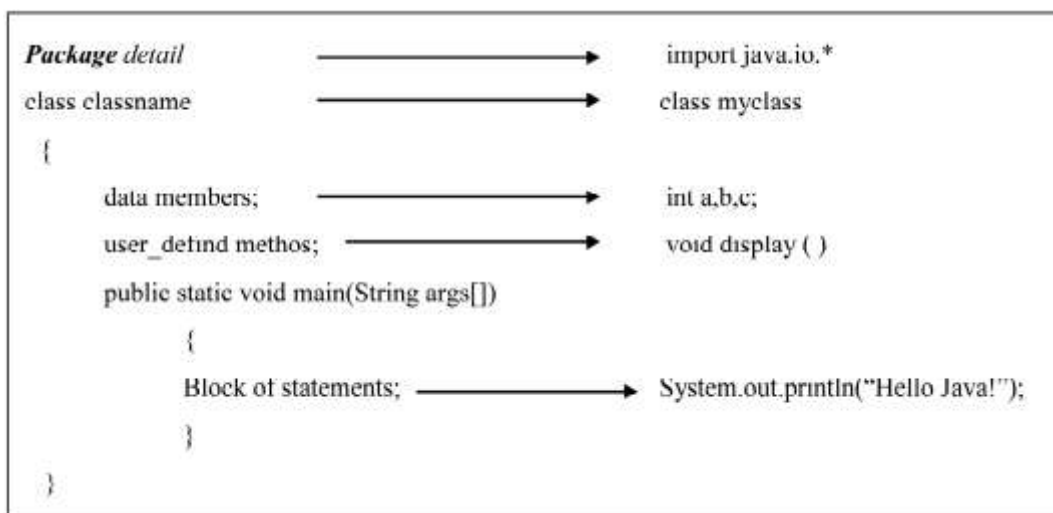 Package detail import java.io.*
class classname class myclass
{
data members; int a,b,c;
user_defind methos; void display ( )
public static void main(String args[])
{
Block of statements; System.out.println(“Hello Java!”);
}
}